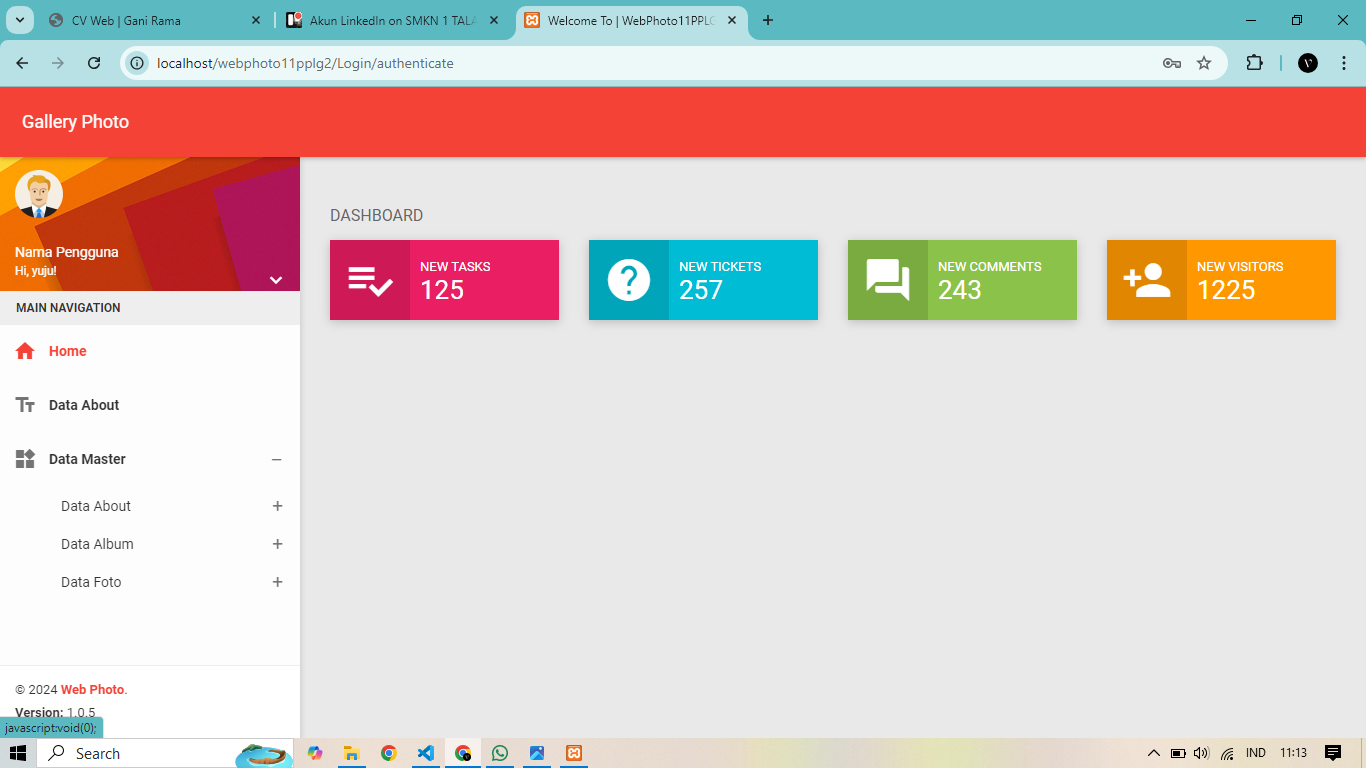 CV Web | Gani Rama
Akun LinkedIn on SMKN 1 TALA
Welcome To | WebPhoto11PPLG
localhost/webphoto11pplg2/Login/authenticate
Gallery Photo
Nama Pengguna
Hi, yuju!
MAIN NAVIGATION
Home
Data About
Data Master
Data About
Data Album
Data Foto
© 2024 Web Photo.
Version: 1.0.5
javascript:void(0);
DASHBOARD
NEW TASKS
125
NEW TICKETS
257
NEW COMMENTS
243
NEW VISITORS
1225
Search
IND
11:13